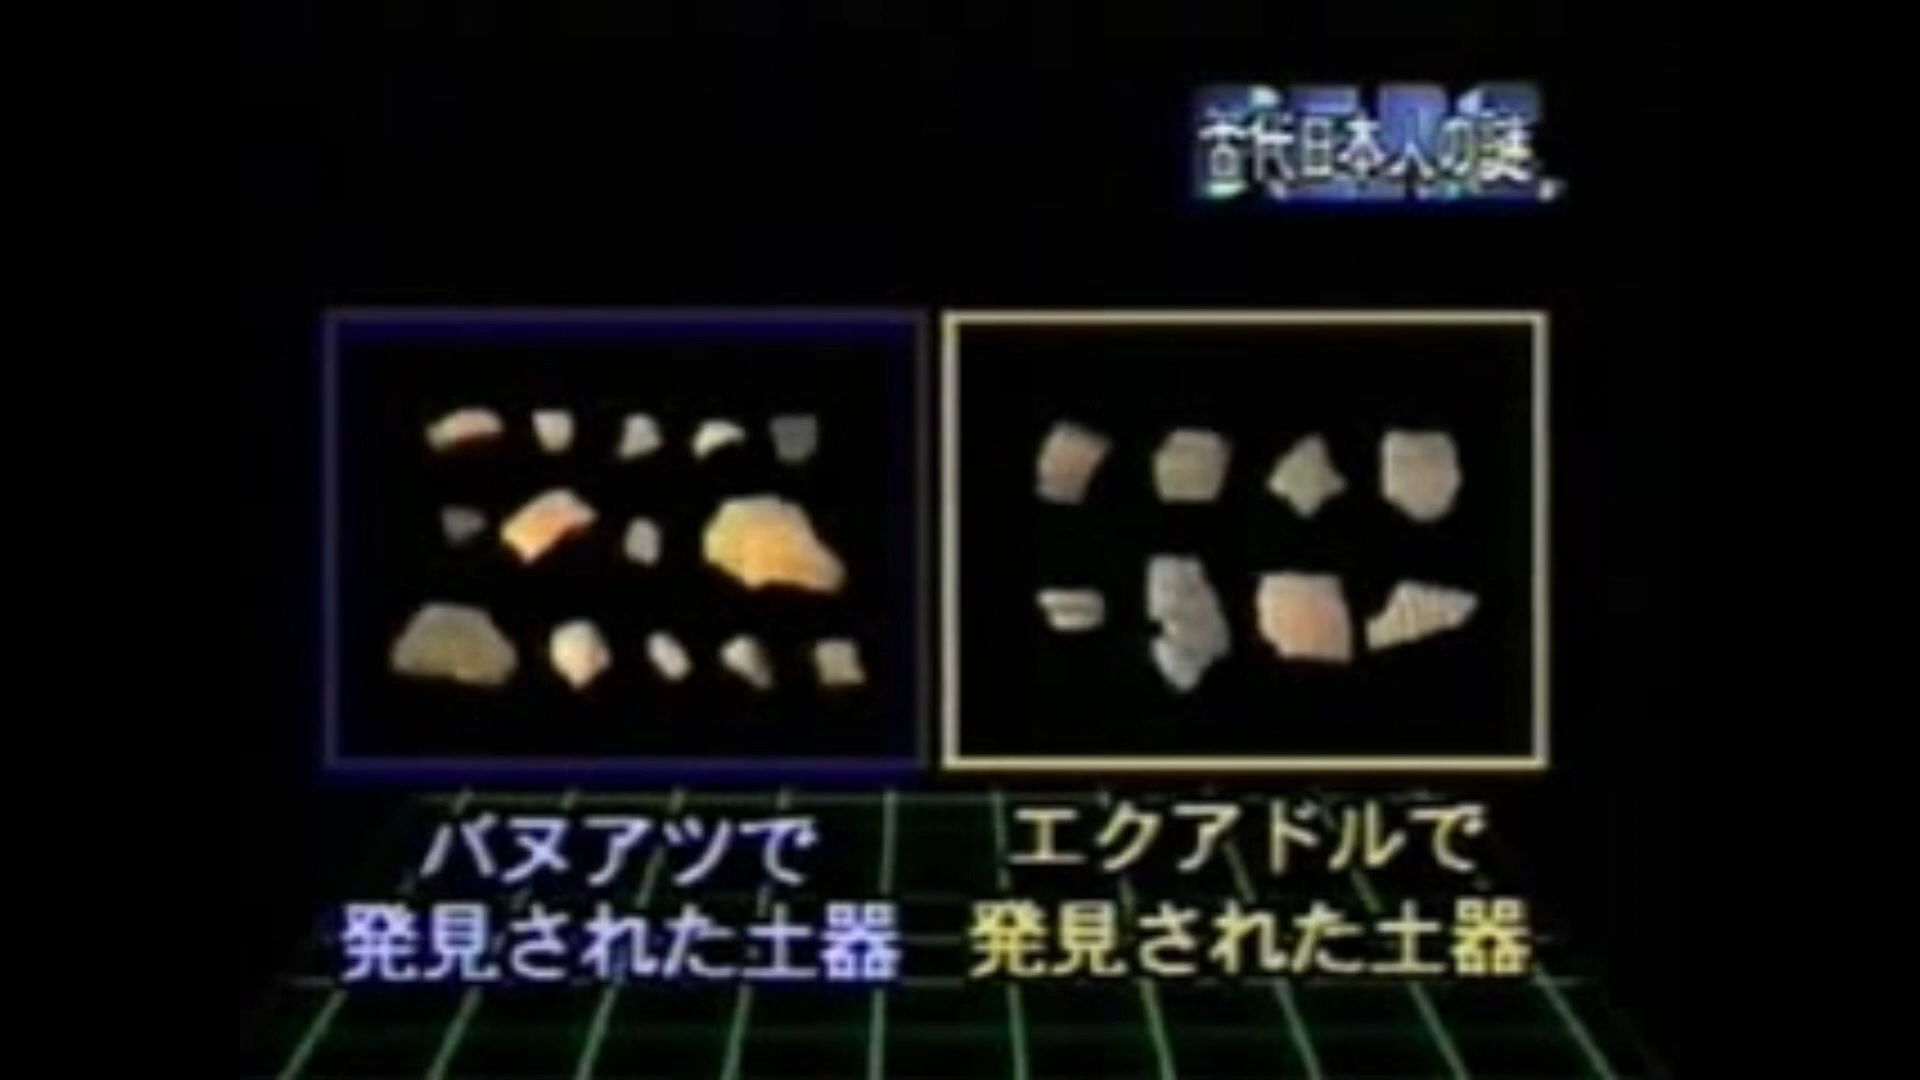 古代日本人の謎
バヌアツで
発見された土器
エクアドルで
発見された土器